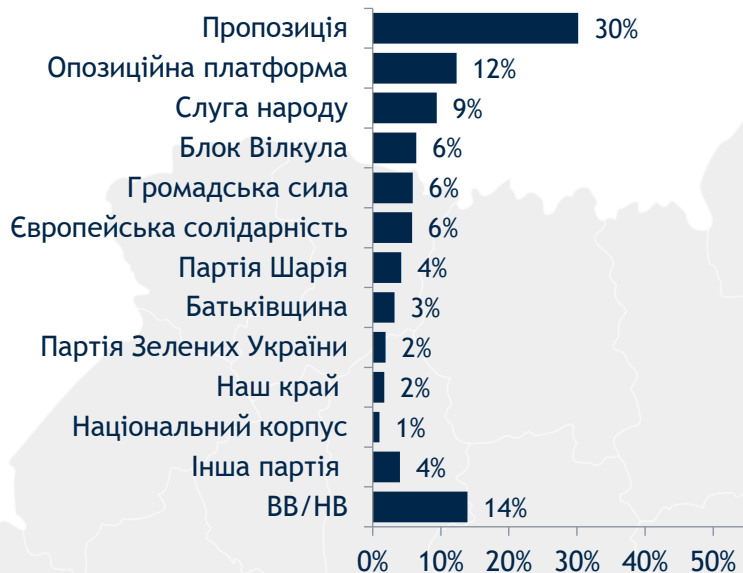 Пропозиція 30%
Опозиційна платформа 12%
Слуга народу 9%
Блок Вілкула 6%
Громадська сила 6%
Європейська солідарність 6%
Партія Шарія 4%
Батьківщина 3%
Партія Зелених України 2%
Наш край 2%
Національний корпус 1%
Інша партія 4%
ВВ/НВ 14%
0% 10% 20% 30% 40% 50%